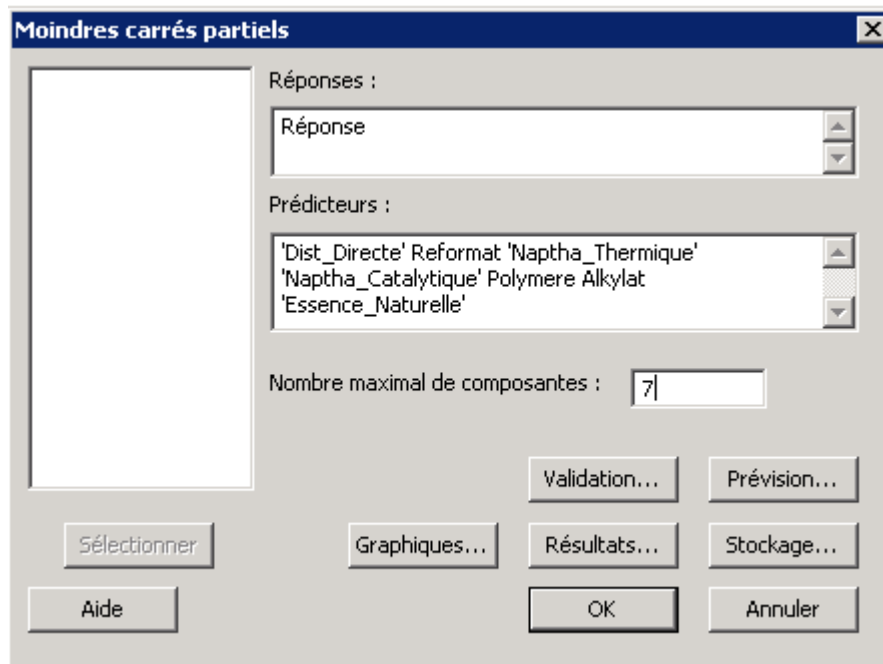 Moindres carrés partiels
Réponses :
Réponse
Prédicteurs :
'Dist_Directe' Reformat 'Naptha_Thermique'
'Naptha_Catalytique' Polymere Alkylat
'Essence_Naturelle'
Nombre maximal de composantes : 7
Validation... Prévision...
Sélectionner Graphiques... Résultats... Stockage...
Aide OK Annuler